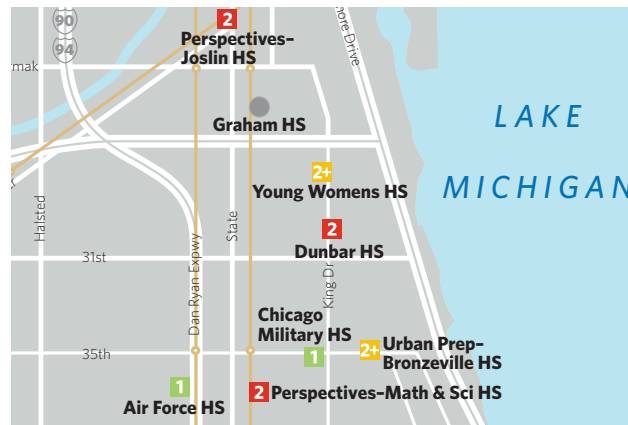 90
94
2
Perspectives–
Joslin HS
rmak
ore Drive
Graham HS
LAKE
MICHIGAN
2+
Young Womens HS
2
Dunbar HS
Halsted
Dan Ryan Expwy
State
King Dr
31st
Chicago
Military HS
1
35th
2+
Urban Prep–
Bronzeville HS
1
Air Force HS
2
Perspectives–Math & Sci HS